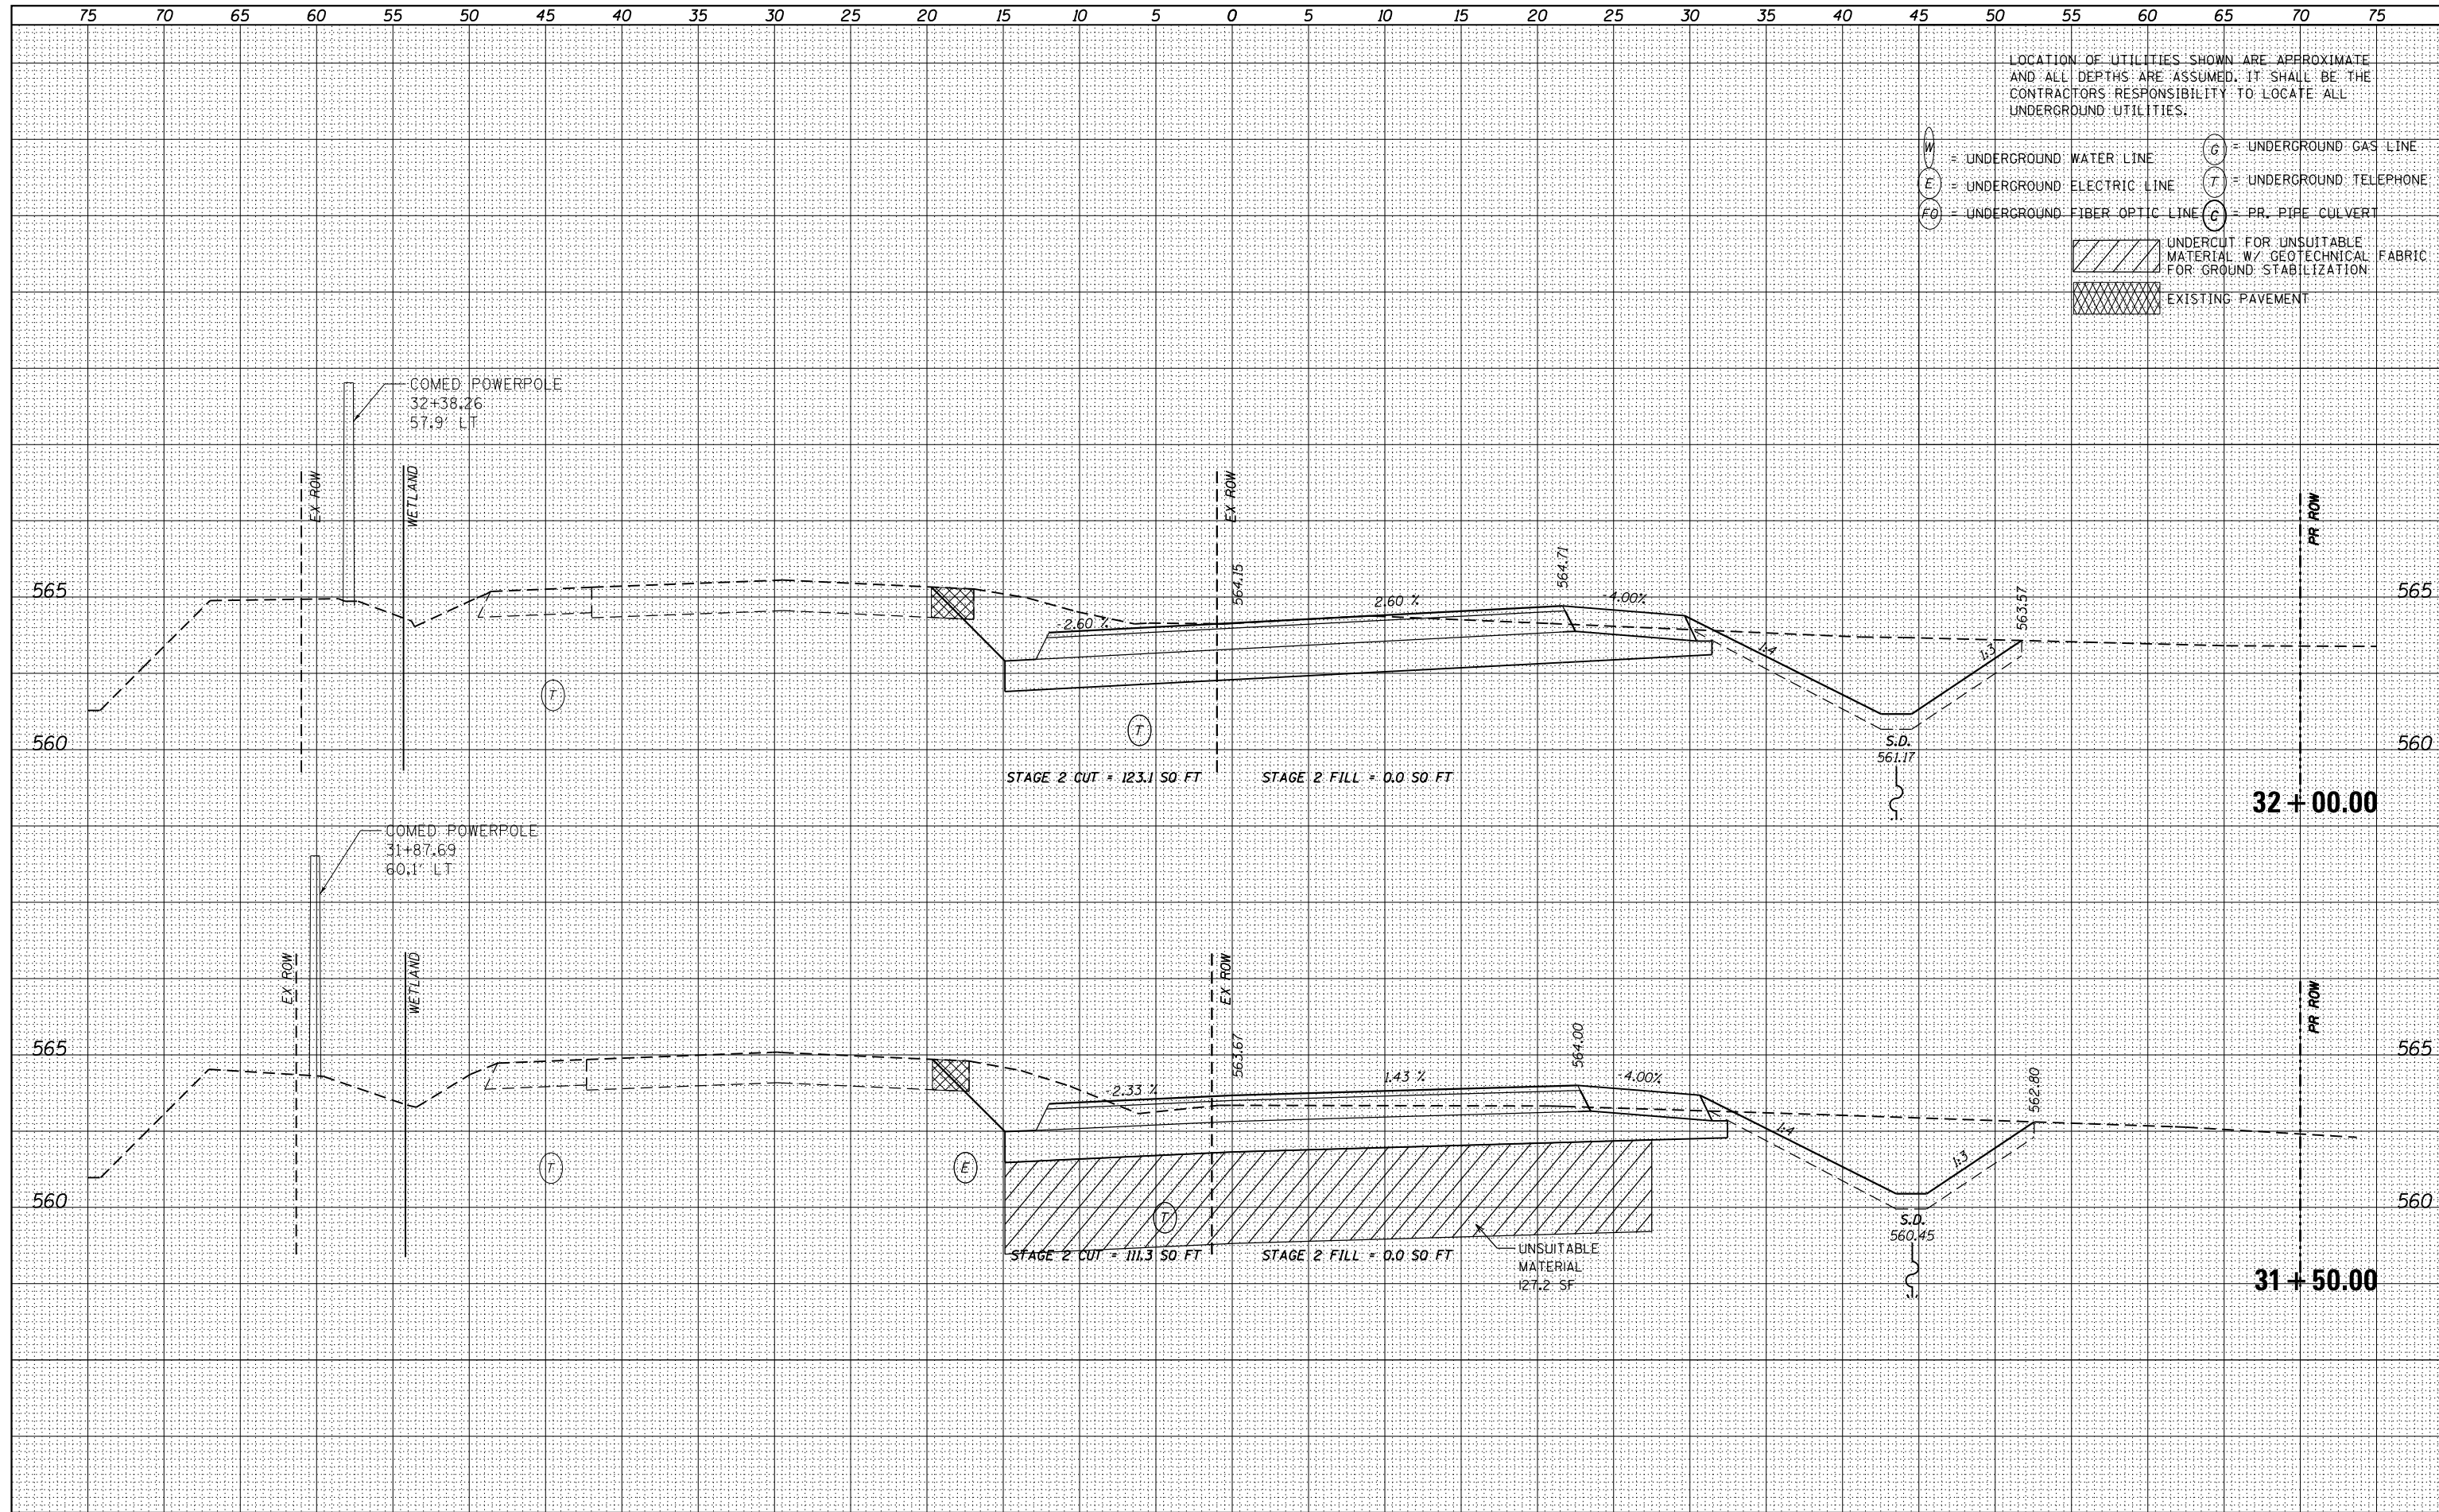 75 70 65 60 55 50 45 40 35 30 25 20 15 10 5 0 5 10 15 20 25 30 35 40 45 50 55 60 65 70 75
LOCATION OF UTILITIES SHOWN ARE APPROXIMATE
AND ALL DEPTHS ARE ASSUMED. IT SHALL BE THE
CONTRACTORS RESPONSIBILITY TO LOCATE ALL
UNDERGROUND UTILITIES.
W = UNDERGROUND WATER LINE
G = UNDERGROUND GAS LINE
E = UNDERGROUND ELECTRIC LINE
T = UNDERGROUND TELEPHONE
FO = UNDERGROUND FIBER OPTIC LINE
C = PR. PIPE CULVERT
UNDERCUT FOR UNSUITABLE
MATERIAL W/ GEOTECHNICAL FABRIC
FOR GROUND STABILIZATION
EXISTING PAVEMENT
COMED POWERPOLE
32+38.26
57.9' LT
EX ROW
WETLAND
EX ROW
PR ROW
564.15
564.71
563.57
565
565
-2.60 %
2.60 %
-4.00%
1:4
1:3
T
T
560
560
S.D.
561.17
STAGE 2 CUT = 123.1 SQ FT
STAGE 2 FILL = 0.0 SQ FT
32 + 00.00
COMED POWERPOLE
31+87.69
60.1' LT
EX ROW
WETLAND
EX ROW
PR ROW
563.67
564.00
562.80
565
565
-2.33 %
1.43 %
-4.00%
1:4
1:3
T
E
T
560
560
S.D.
560.45
STAGE 2 CUT = 111.3 SQ FT
STAGE 2 FILL = 0.0 SQ FT
UNSUITABLE
MATERIAL
127.2 SF
31 + 50.00